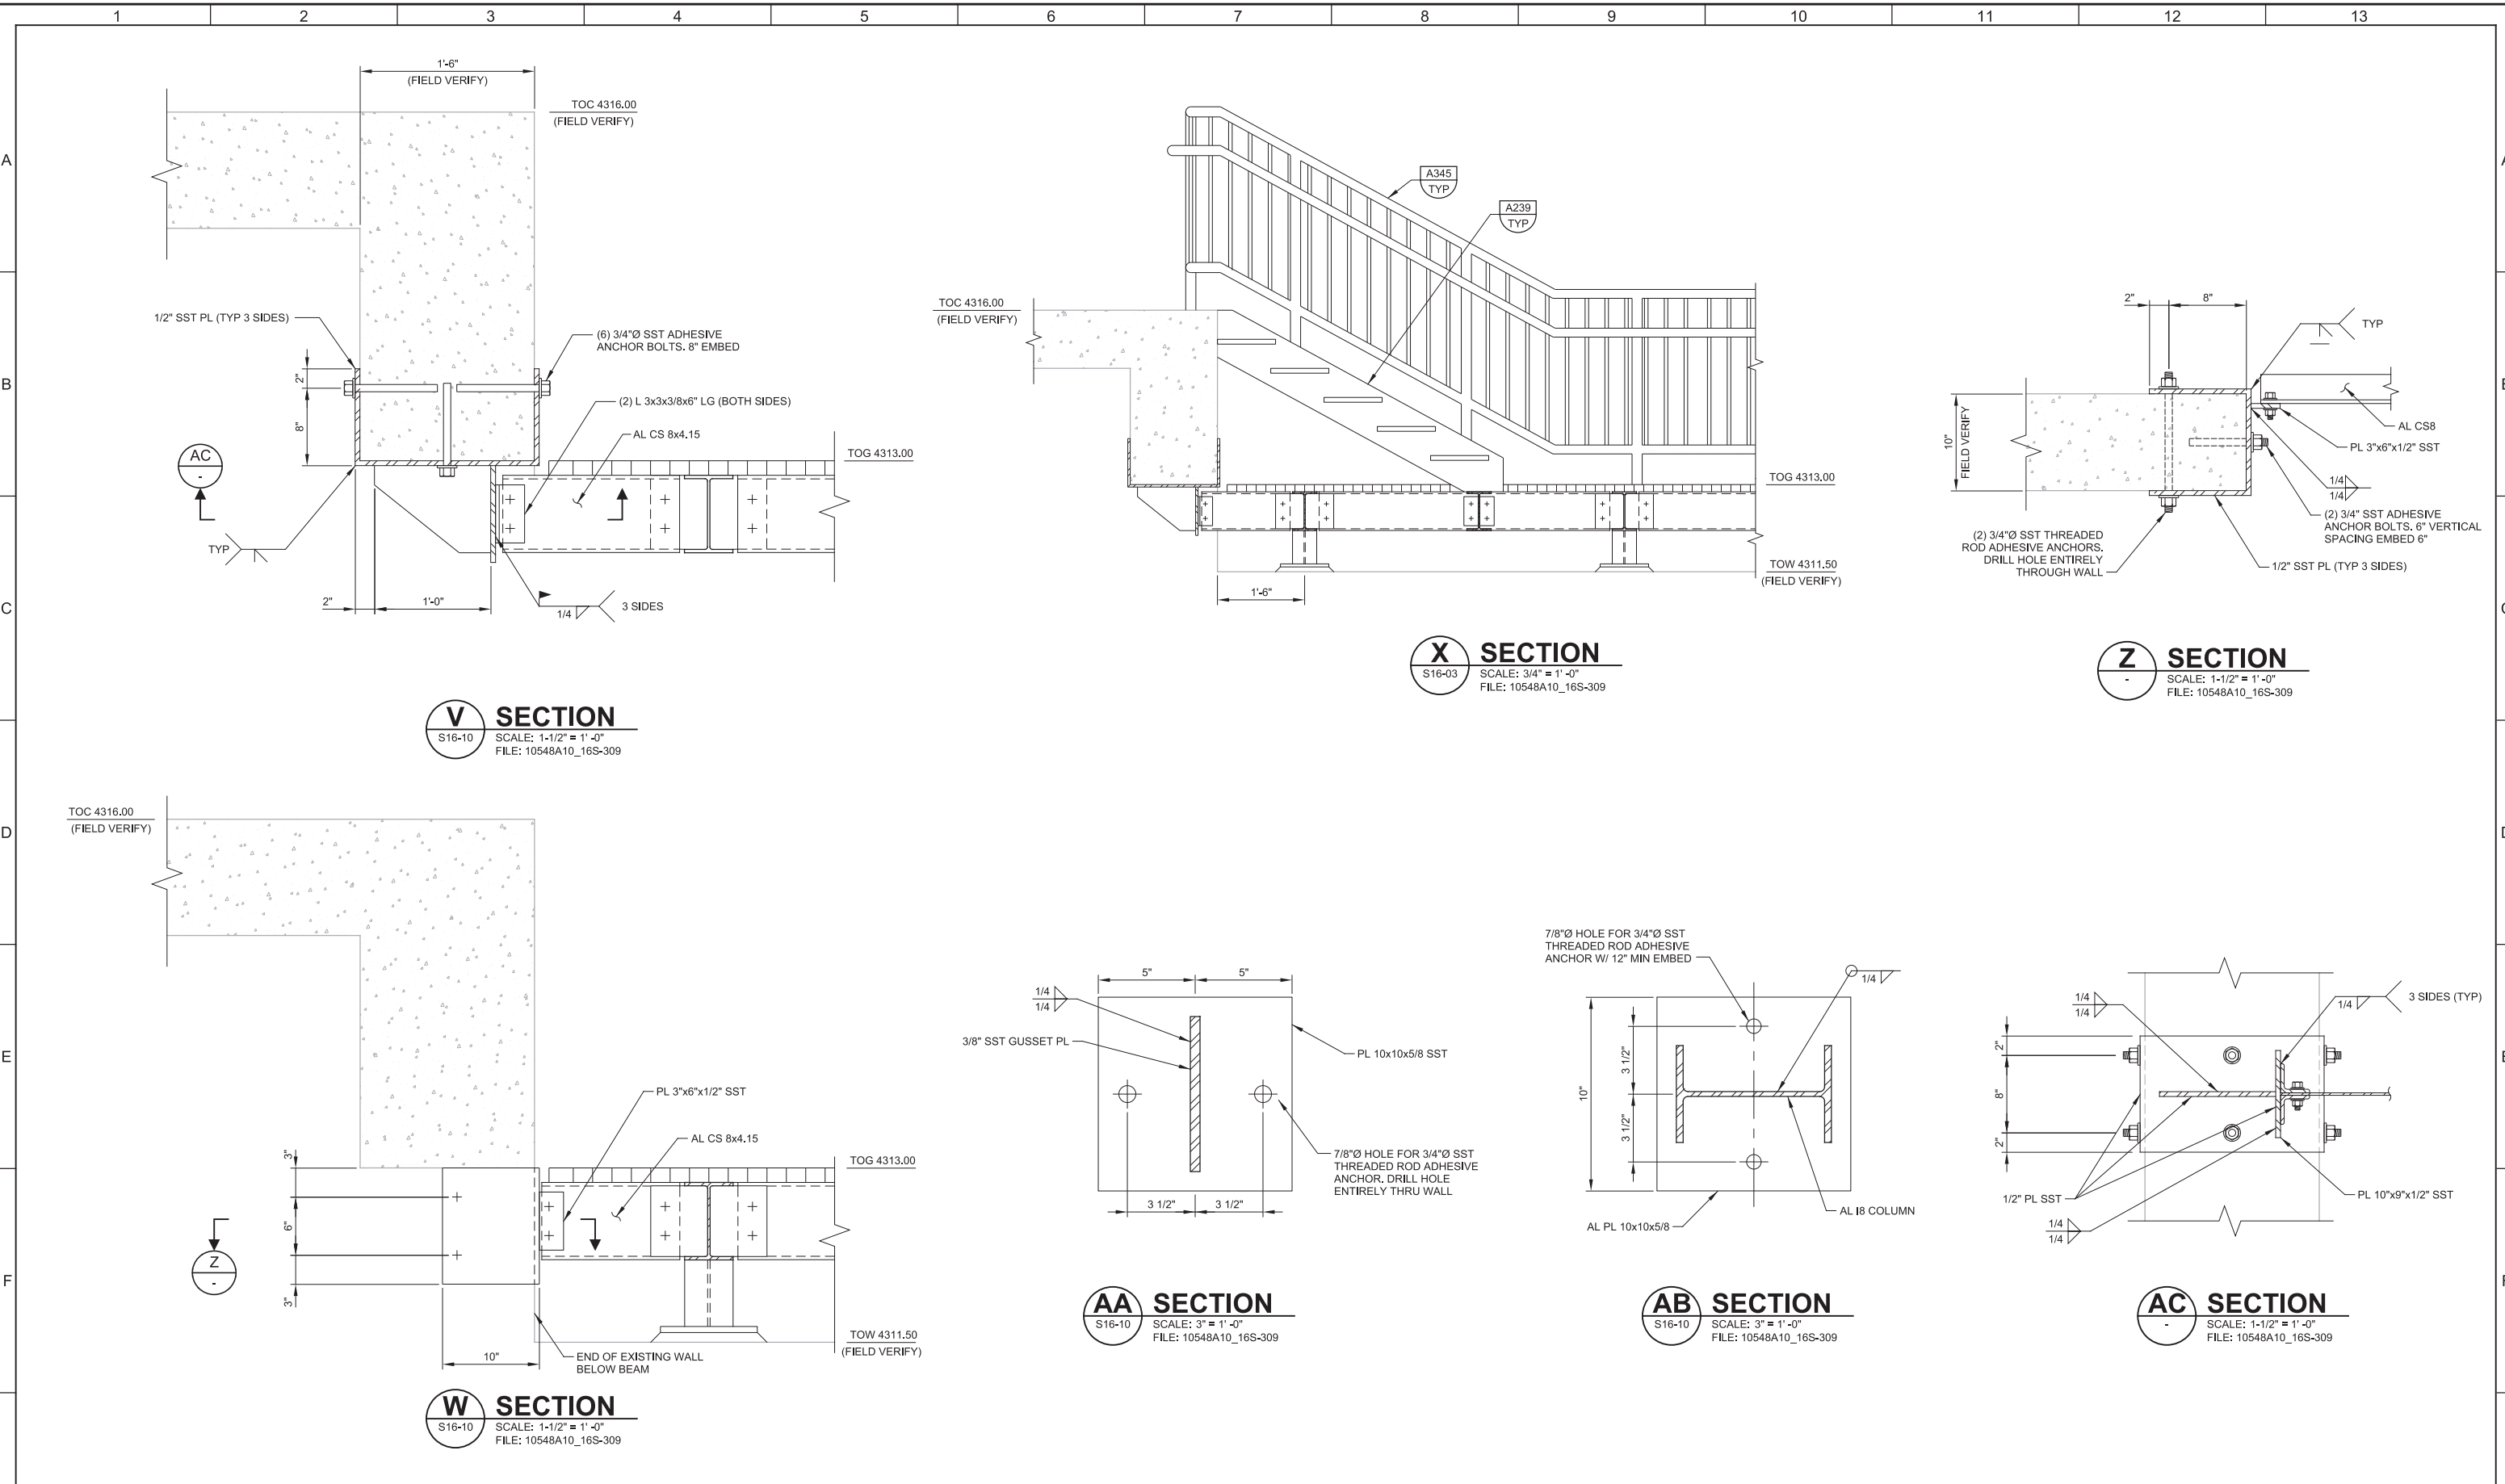 1 2 3 4 5 6 7 8 9 10 11 12 13
A
B
C
D
E
F
1'-6"
(FIELD VERIFY)
TOC 4316.00
(FIELD VERIFY)
1/2" SST PL (TYP 3 SIDES)
(6) 3/4"Ø SST ADHESIVE
ANCHOR BOLTS. 8" EMBED
2"
8"
(2) L 3x3x3/8x6" LG (BOTH SIDES)
AL CS 8x4.15
TOG 4313.00
AC
-
TYP
2"
1'-0"
1/4
3 SIDES
V
S16-10
SECTION
SCALE: 1-1/2" = 1'-0"
FILE: 10548A10_16S-309
A345
TYP
A239
TYP
TOC 4316.00
(FIELD VERIFY)
TOG 4313.00
TOW 4311.50
(FIELD VERIFY)
1'-6"
X
S16-03
SECTION
SCALE: 3/4" = 1'-0"
FILE: 10548A10_16S-309
2"
8"
TYP
10"
FIELD VERIFY
AL CS8
PL 3"x6"x1/2" SST
1/4
1/4
(2) 3/4" SST ADHESIVE
ANCHOR BOLTS. 6" VERTICAL
SPACING EMBED 6"
(2) 3/4"Ø SST THREADED
ROD ADHESIVE ANCHORS.
DRILL HOLE ENTIRELY
THROUGH WALL
1/2" SST PL (TYP 3 SIDES)
Z
-
SECTION
SCALE: 1-1/2" = 1'-0"
FILE: 10548A10_16S-309
TOC 4316.00
(FIELD VERIFY)
PL 3"x6"x1/2" SST
AL CS 8x4.15
TOG 4313.00
3"
6"
3"
Z
-
10"
END OF EXISTING WALL
BELOW BEAM
TOW 4311.50
(FIELD VERIFY)
W
S16-10
SECTION
SCALE: 1-1/2" = 1'-0"
FILE: 10548A10_16S-309
5"
5"
1/4
1/4
3/8" SST GUSSET PL
PL 10x10x5/8 SST
7/8"Ø HOLE FOR 3/4"Ø SST
THREADED ROD ADHESIVE
ANCHOR. DRILL HOLE
ENTIRELY THRU WALL
3 1/2"
3 1/2"
AA
S16-10
SECTION
SCALE: 3" = 1'-0"
FILE: 10548A10_16S-309
7/8"Ø HOLE FOR 3/4"Ø SST
THREADED ROD ADHESIVE
ANCHOR W/ 12" MIN EMBED
1/4
10"
3 1/2"
3 1/2"
AL PL 10x10x5/8
AL I8 COLUMN
AB
S16-10
SECTION
SCALE: 3" = 1'-0"
FILE: 10548A10_16S-309
1/4
1/4
1/4
3 SIDES (TYP)
2"
8"
2"
1/2" PL SST
PL 10"x9"x1/2" SST
1/4
1/4
AC
-
SECTION
SCALE: 1-1/2" = 1'-0"
FILE: 10548A10_16S-309